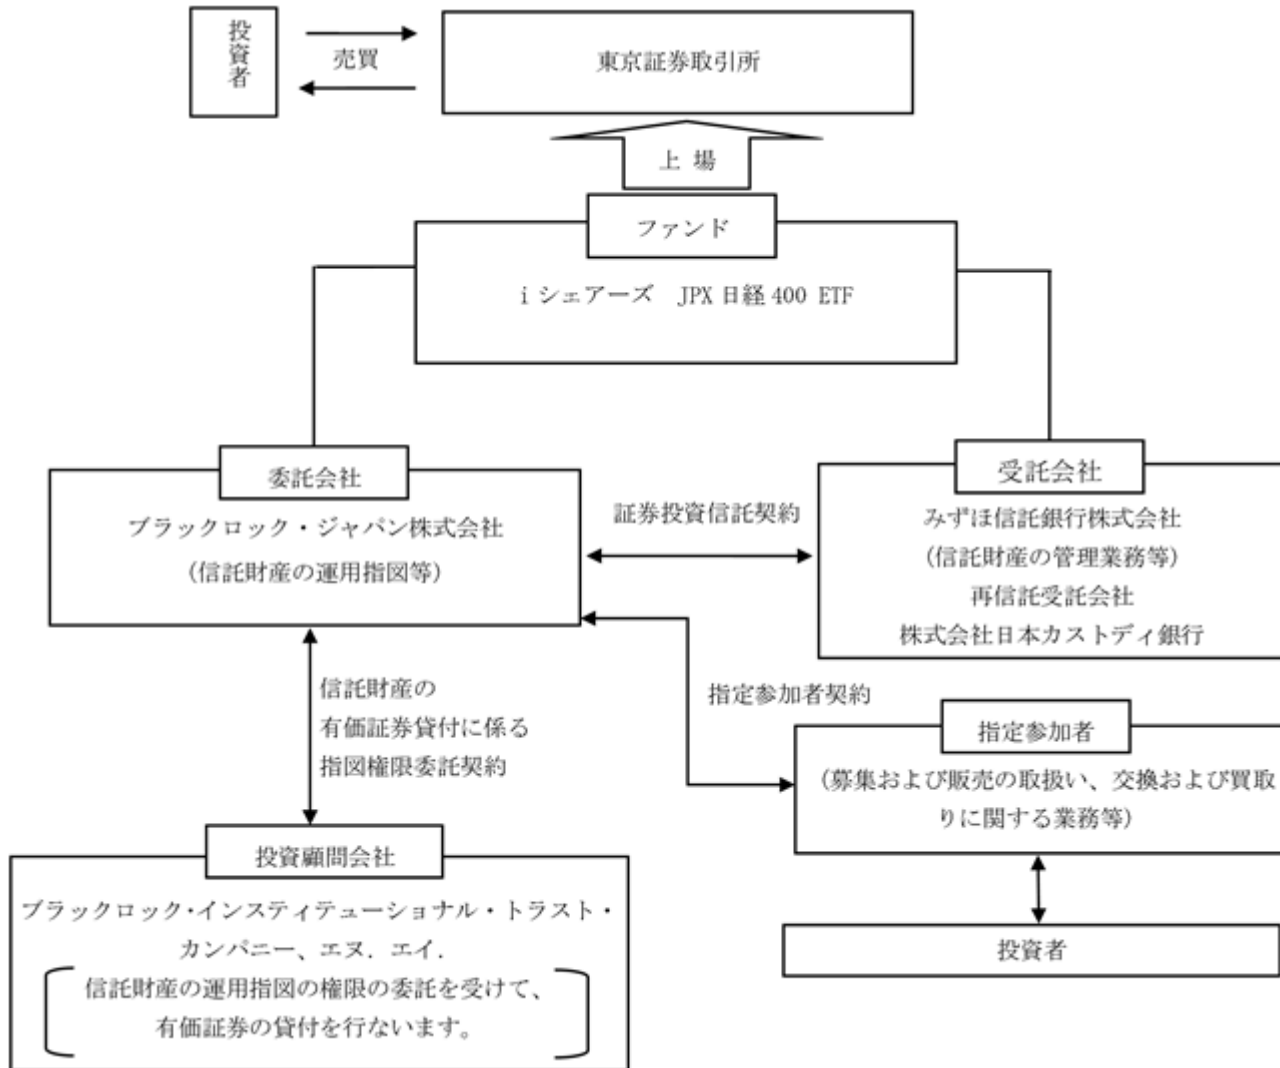 投資者
売買
東京証券取引所
上 場
ファンド
i シェアーズ　JPX 日経 400 ETF
委託会社
ブラックロック・ジャパン株式会社
(信託財産の運用指図等)
証券投資信託契約
受託会社
みずほ信託銀行株式会社
(信託財産の管理業務等)
再信託受託会社
株式会社日本カストディ銀行
信託財産の
有価証券貸付に係る
指図権限委託契約
指定参加者契約
指定参加者
(募集および販売の取扱い、交換および買取
りに関する業務等)
投資者
投資顧問会社
ブラックロック・インスティテューショナル・トラスト・
カンパニー、エヌ．エイ．
信託財産の運用指図の権限の委託を受けて、
有価証券の貸付を行ないます。